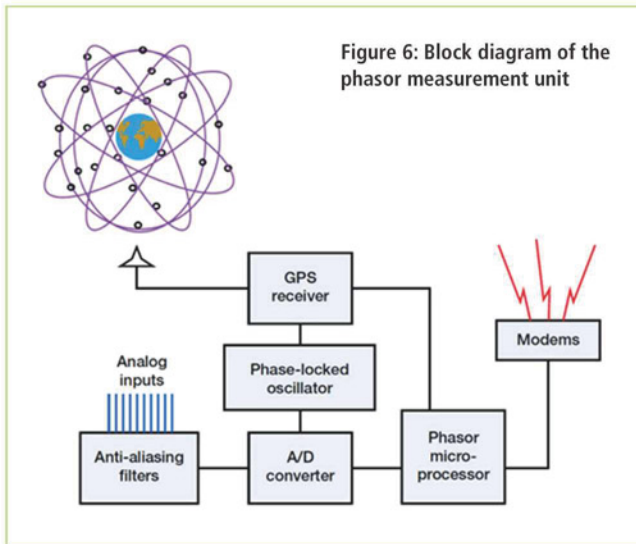 Figure 6: Block diagram of the
phasor measurement unit
GPS
receiver
Modems
Analog
inputs
Phase-locked
oscillator
Anti-aliasing
filters
A/D
converter
Phasor
micro-
processor